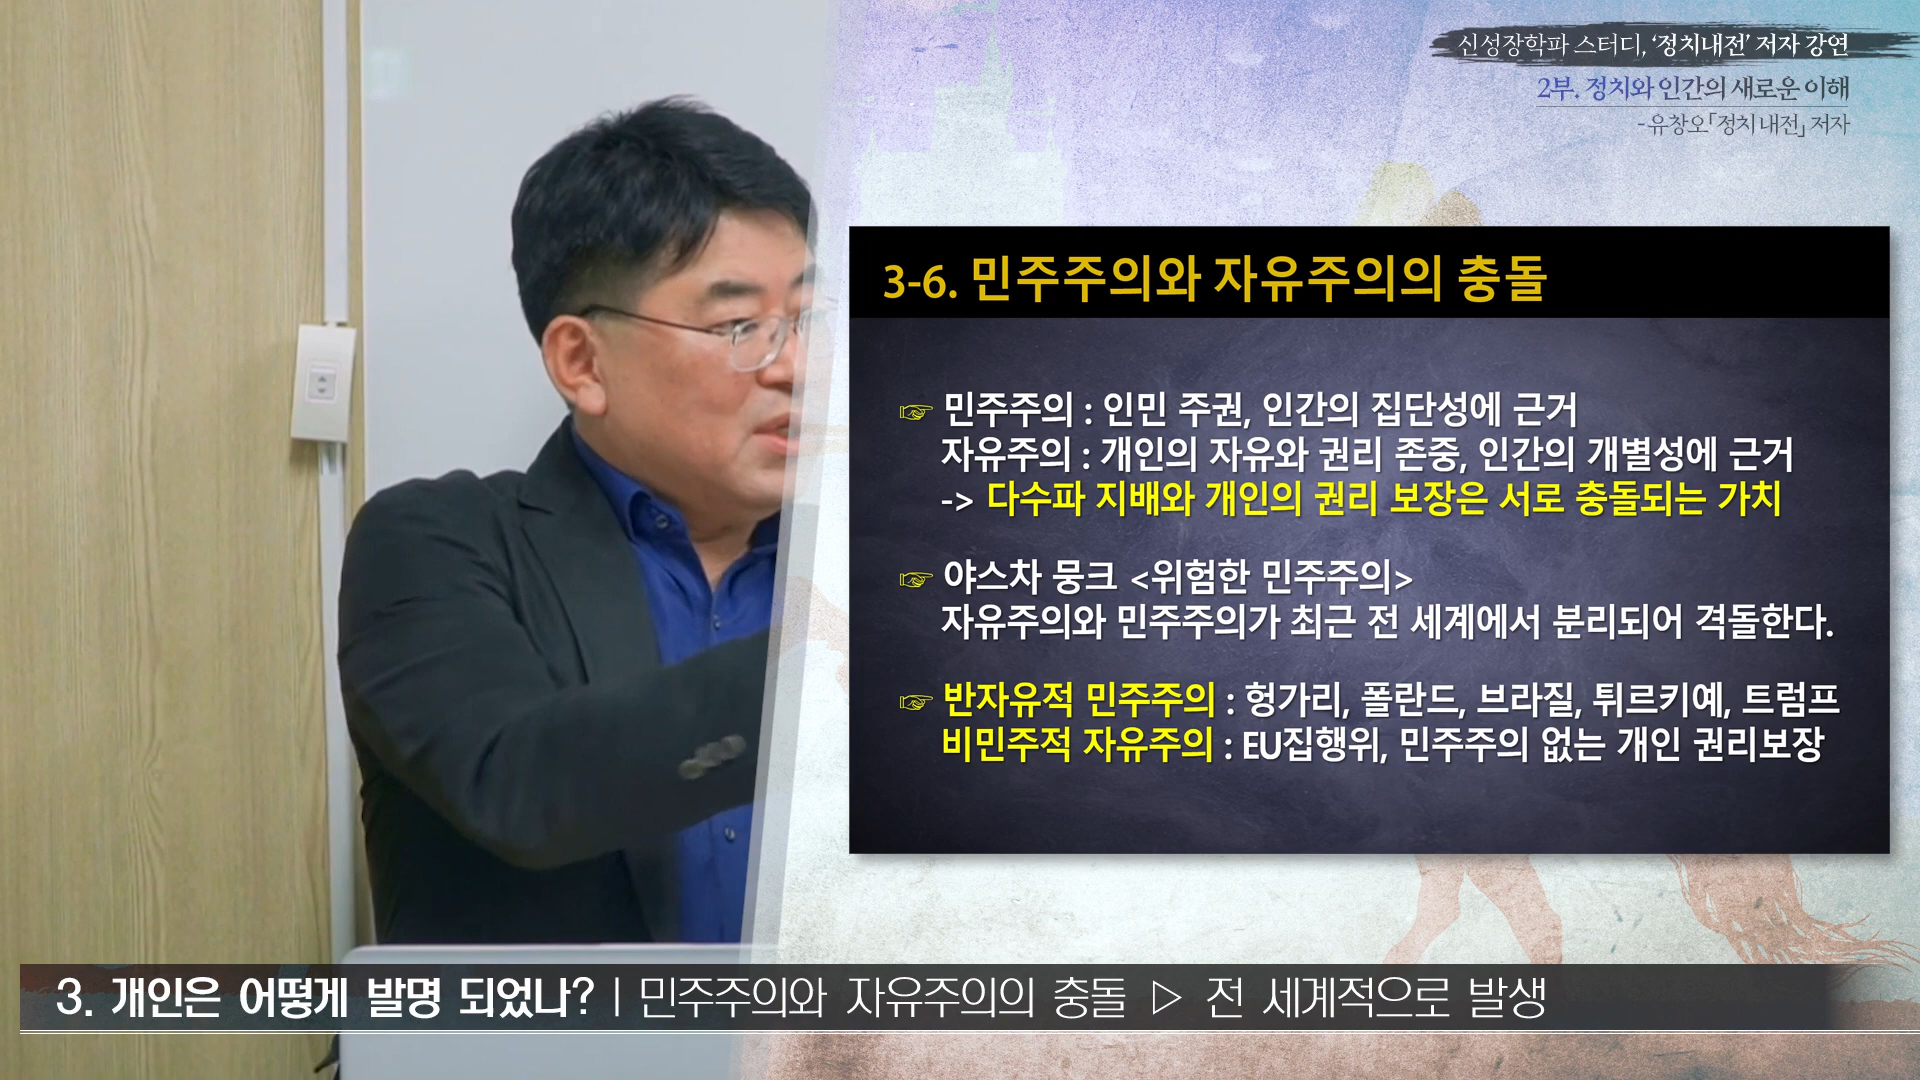 신성장학파 스터디, ‘정치내전’ 저자 강연
2부. 정치와 인간의 새로운 이해
-유창오「정치 내전」 저자
3-6. 민주주의와 자유주의의 충돌
☞ 민주주의 : 인민 주권, 인간의 집단성에 근거
자유주의 : 개인의 자유와 권리 존중, 인간의 개별성에 근거
-> 다수파 지배와 개인의 권리 보장은 서로 충돌되는 가치
☞ 야스차 뭉크 <위험한 민주주의>
자유주의와 민주주의가 최근 전 세계에서 분리되어 격돌한다.
☞ 반자유적 민주주의 : 헝가리, 폴란드, 브라질, 튀르키예, 트럼프
비민주적 자유주의 : EU집행위, 민주주의 없는 개인 권리보장
3. 개인은 어떻게 발명 되었나? | 민주주의와 자유주의의 충돌 ▷ 전 세계적으로 발생